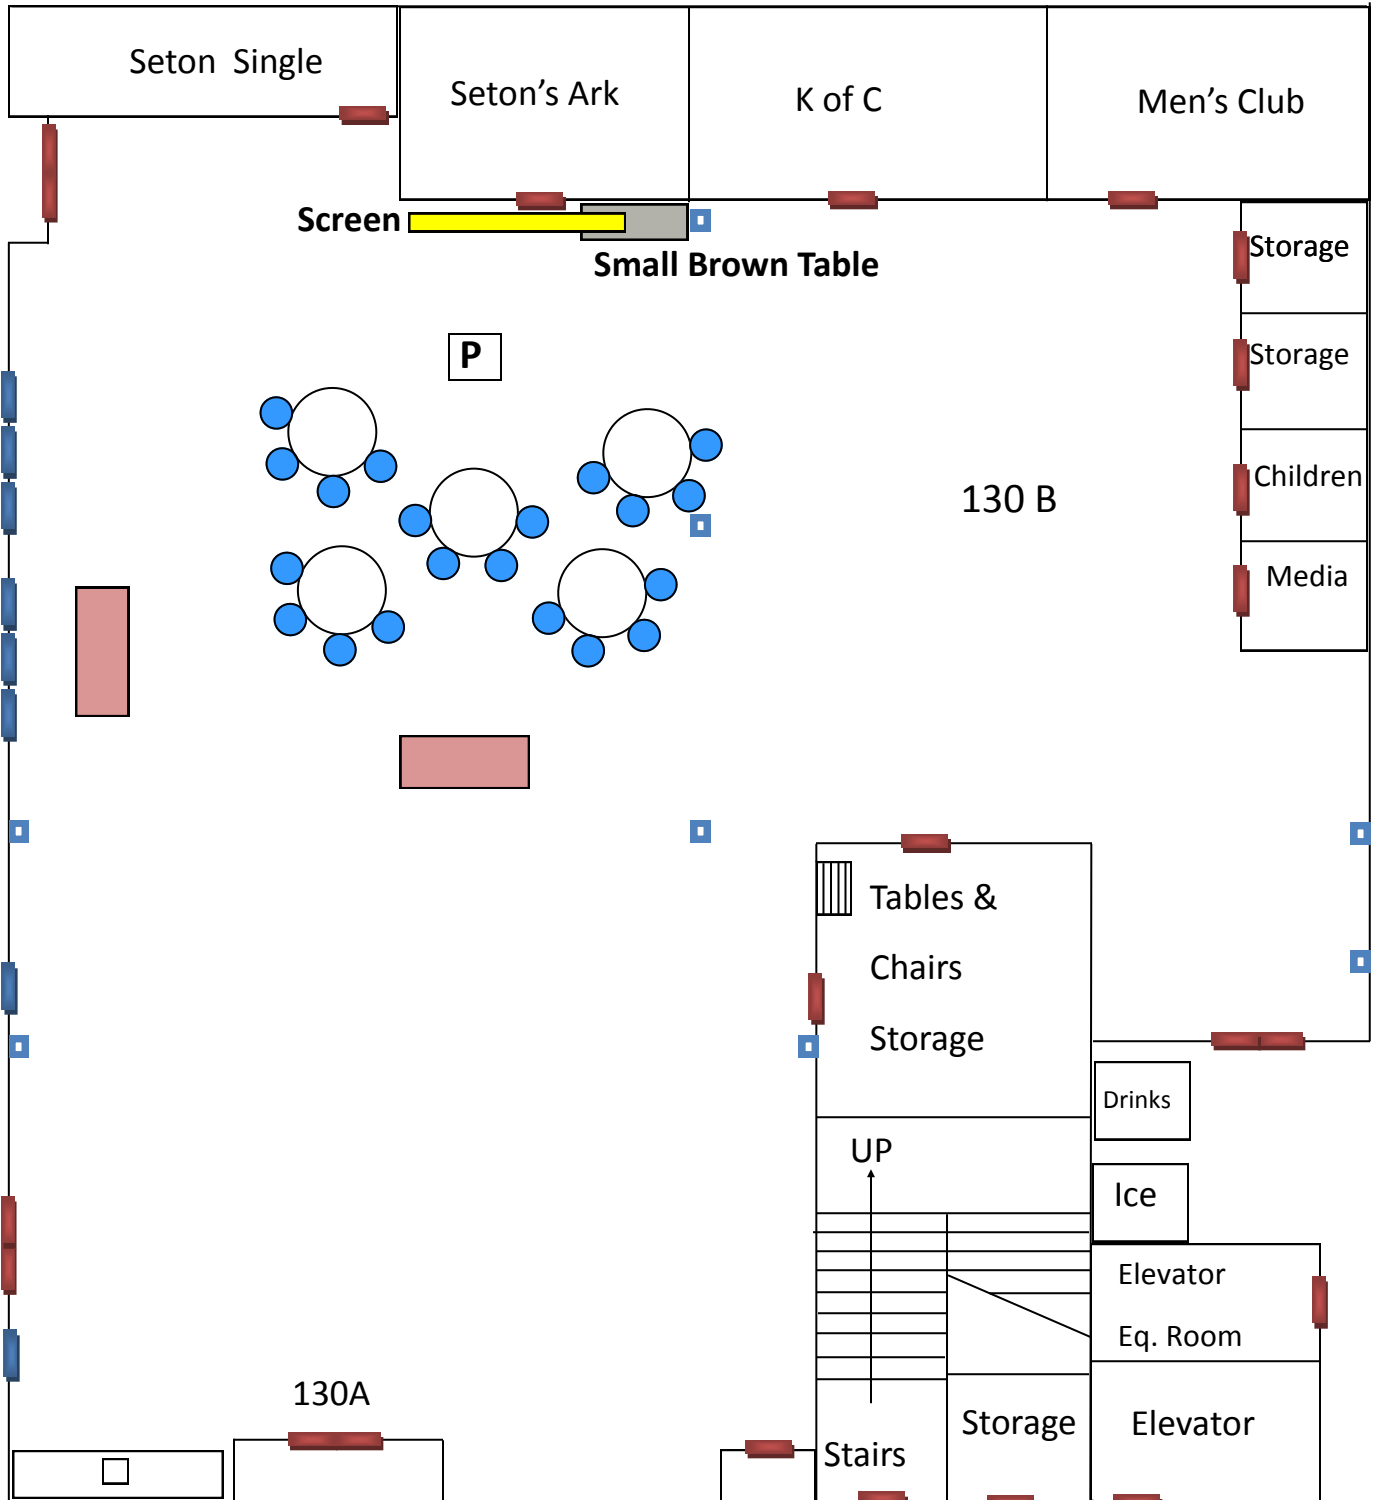 Seton  Single
Seton’s Ark
K of C
Men’s Club
Screen
Small Brown Table
Storage
P
Storage
Children
130 B
Media
Tables &
Chairs
Storage
Drinks
UP
Ice
Elevator
Eq. Room
130A
Stairs
Storage
Elevator